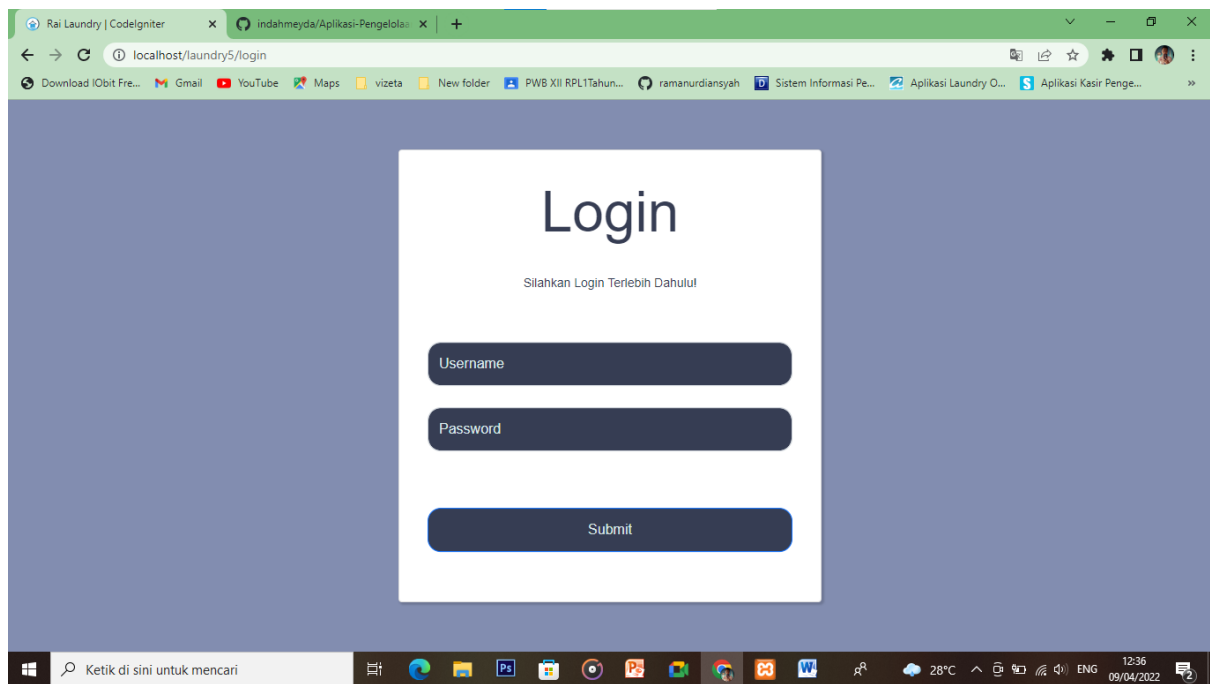 Rai Laundry | CodeIgniter
indahmeyda/Aplikasi-Pengelolaa
localhost/laundry5/login
Download IObit Fre... Gmail YouTube Maps vizeta New folder PWB XII RPL1Tahun... ramanurdiansyah Sistem Informasi Pe... Aplikasi Laundry O... Aplikasi Kasir Penge... »
Login
Silahkan Login Terlebih Dahulu!
Username
Password
Submit
Ketik di sini untuk mencari
28°C ENG
12:36
09/04/2022
2